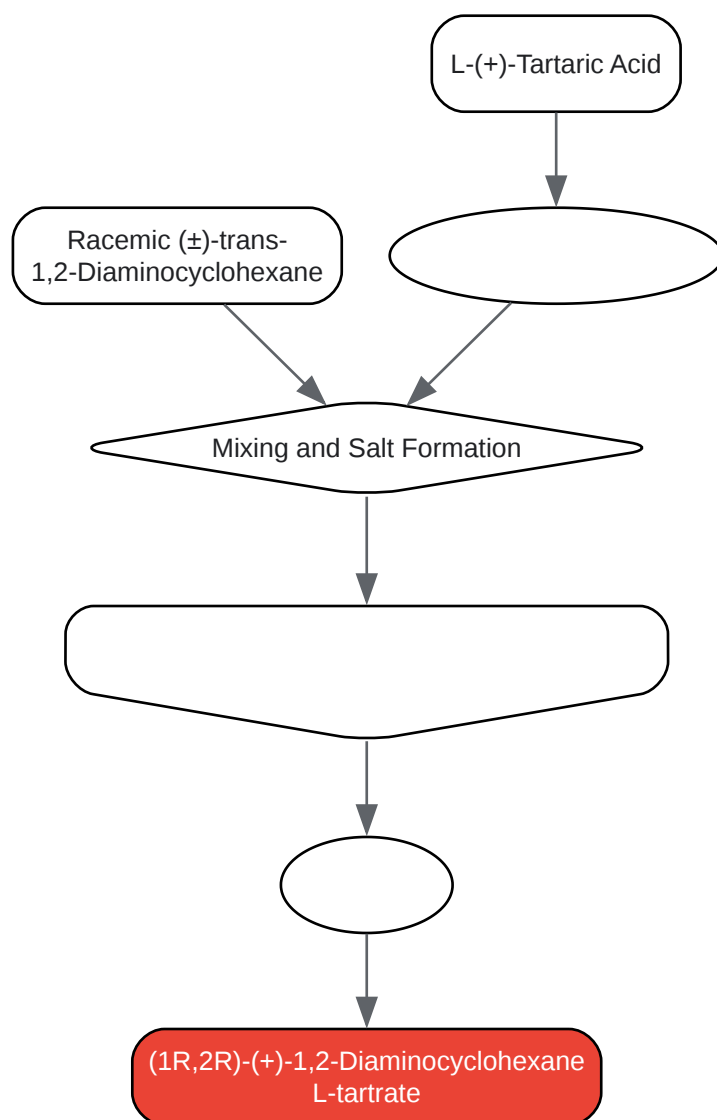 L-(+)-Tartaric Acid
Racemic (±)-trans-
1,2-Diaminocyclohexane
Mixing and Salt Formation
(1R,2R)-(+)-1,2-Diaminocyclohexane
L-tartrate